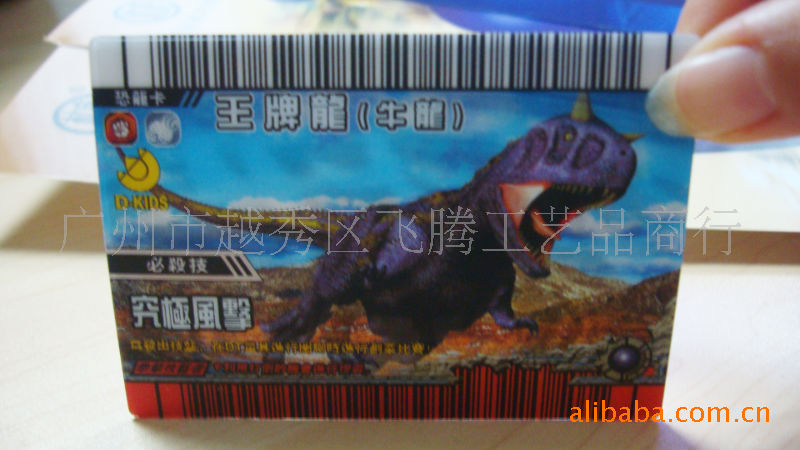 恐龍卡
王牌龍(牛龍)
D-KIDS
广州市越秀区飞腾工艺品商行
必殺技
究極風擊
alibaba.com.cn